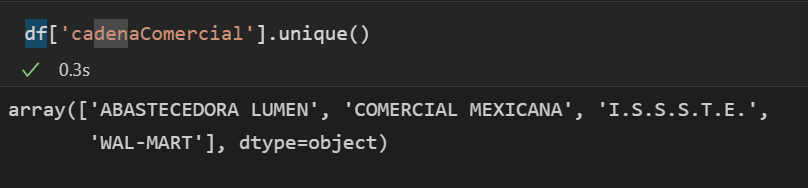 df['cadenaComercial'].unique()
0.3s
array(['ABASTECEDORA LUMEN', 'COMERCIAL MEXICANA', 'I.S.S.S.T.E.',
'WAL-MART'], dtype=object)